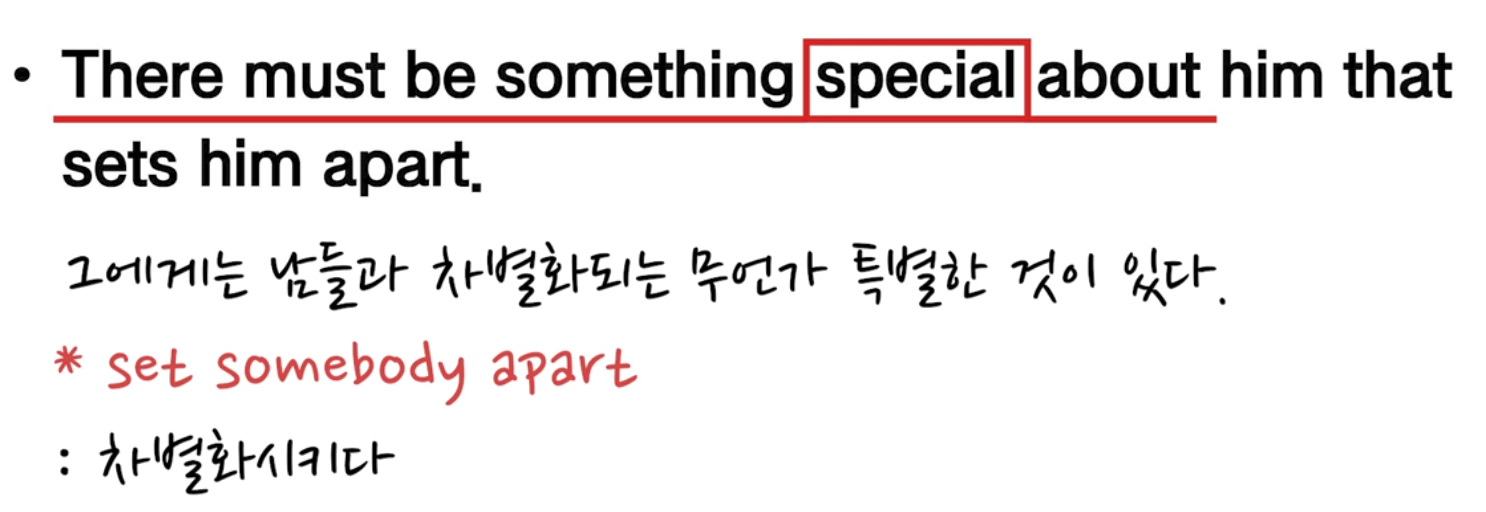 • There must be something special about him that
sets him apart.
그에게는 남들과 차별화되는 무언가 특별한 것이 있다.
* set somebody apart
: 차별화시키다